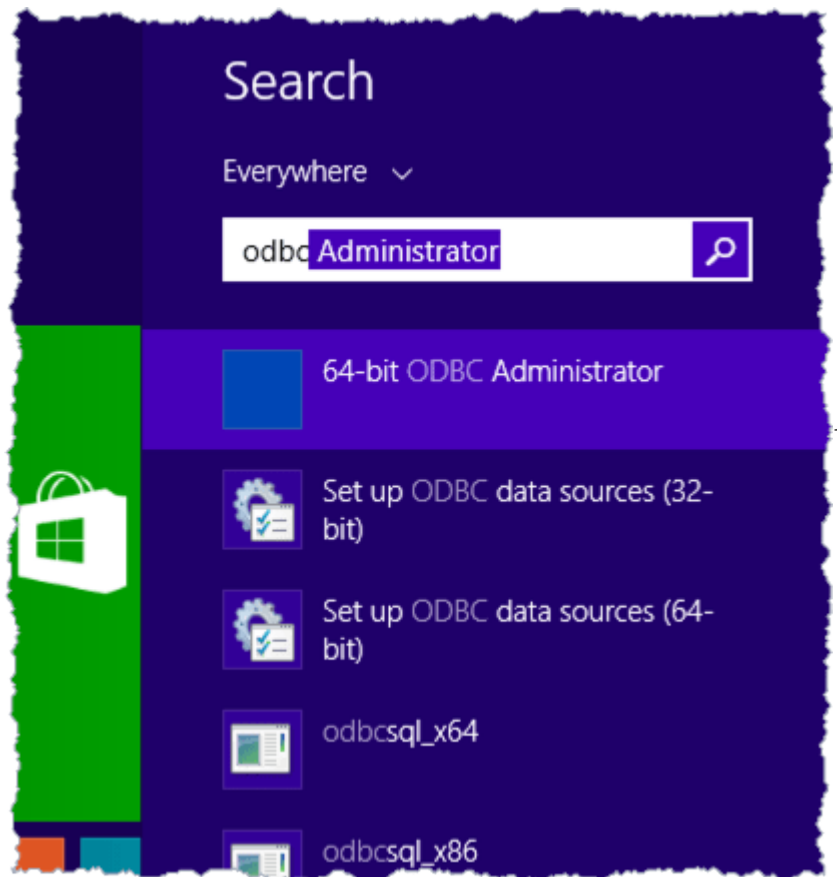 Search
Everywhere
odbc Administrator
64-bit ODBC Administrator
Set up ODBC data sources (32-
bit)
Set up ODBC data sources (64-
bit)
odbcsql_x64
odbcsql_x86